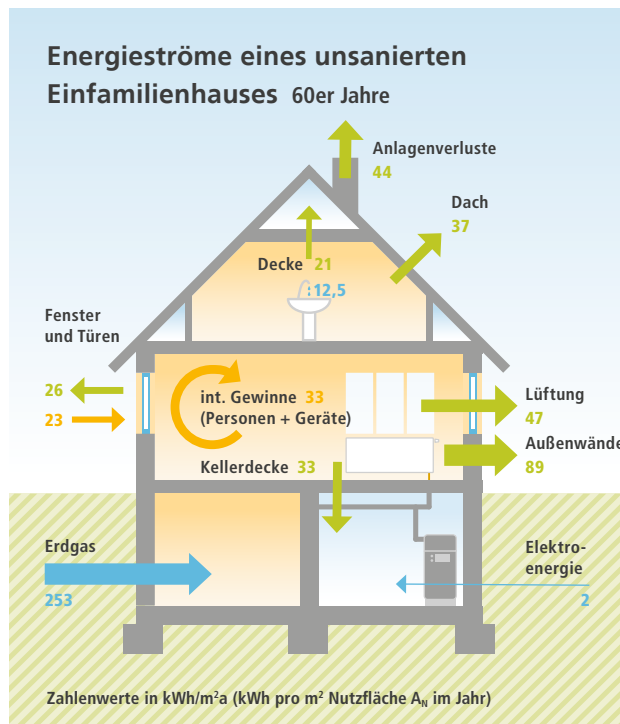 Energieströme eines unsanierten
Einfamilienhauses 60er Jahre
Anlagenverluste
44
Dach
37
Decke 21
12,5
Fenster
und Türen
26
23
int. Gewinne 33
(Personen + Geräte)
Lüftung
47
Außenwände
89
Kellerdecke 33
Erdgas
253
Elektro-
energie
2
Zahlenwerte in kWh/m²a (kWh pro m² Nutzfläche Aₙ im Jahr)